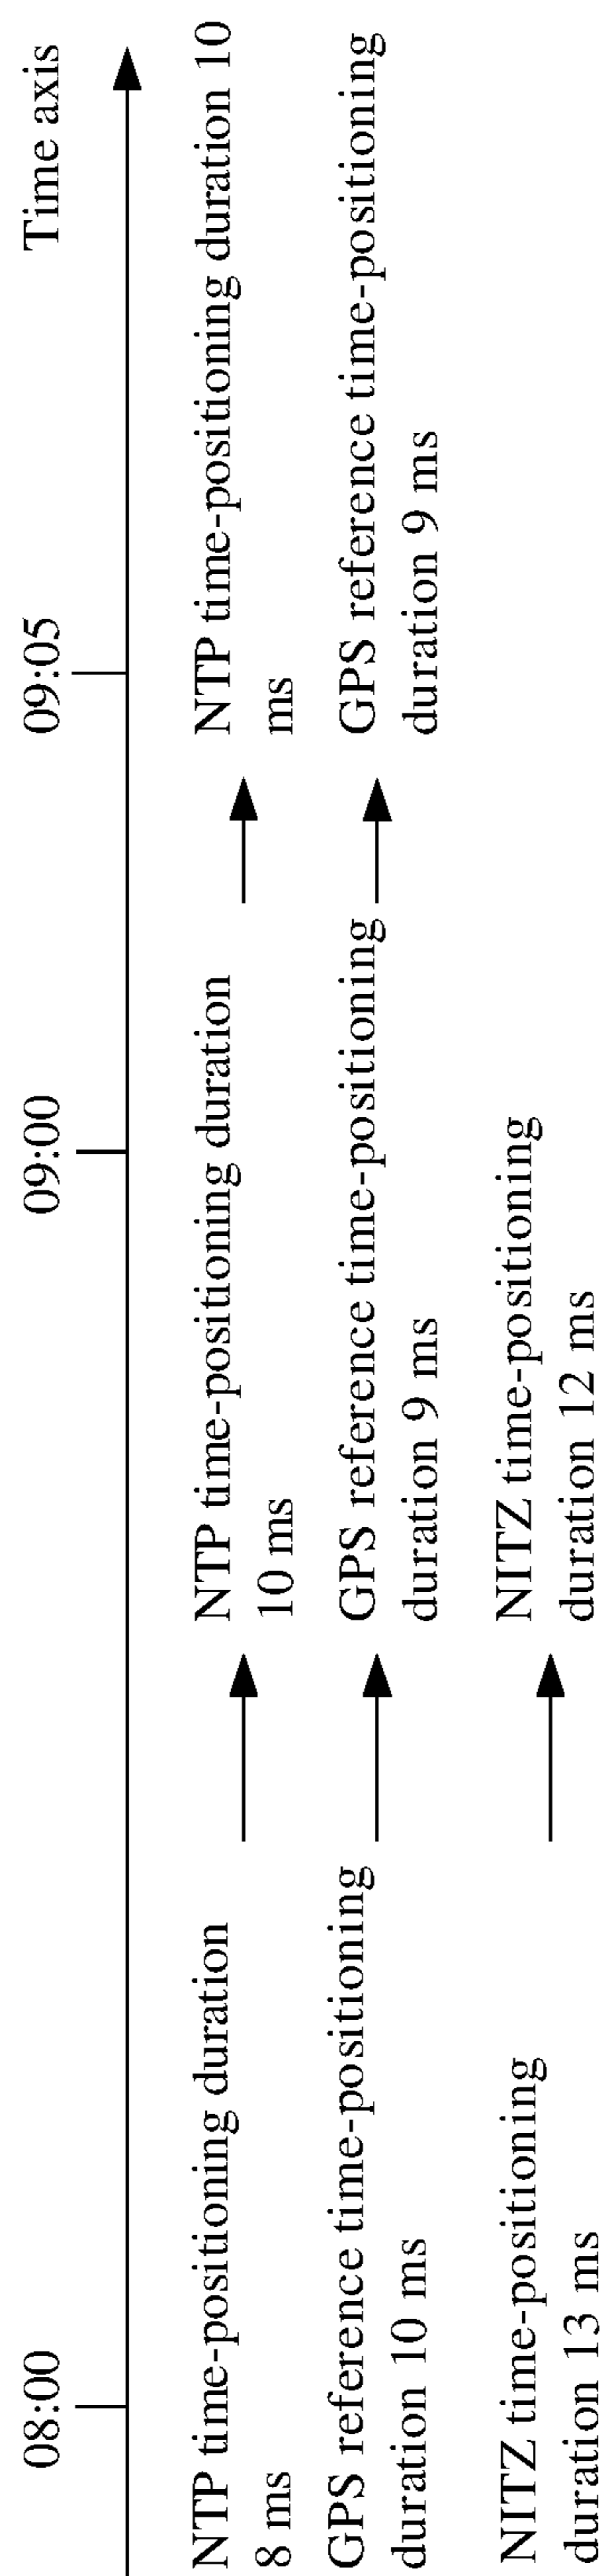 08:00
09:00
09:05
Time axis
NTP time-positioning duration
8 ms
GPS reference time-positioning
duration 10 ms
NITZ time-positioning
duration 13 ms
NTP time-positioning duration
10 ms
GPS reference time-positioning
duration 9 ms
NITZ time-positioning
duration 12 ms
NTP time-positioning duration 10
ms
GPS reference time-positioning
duration 9 ms